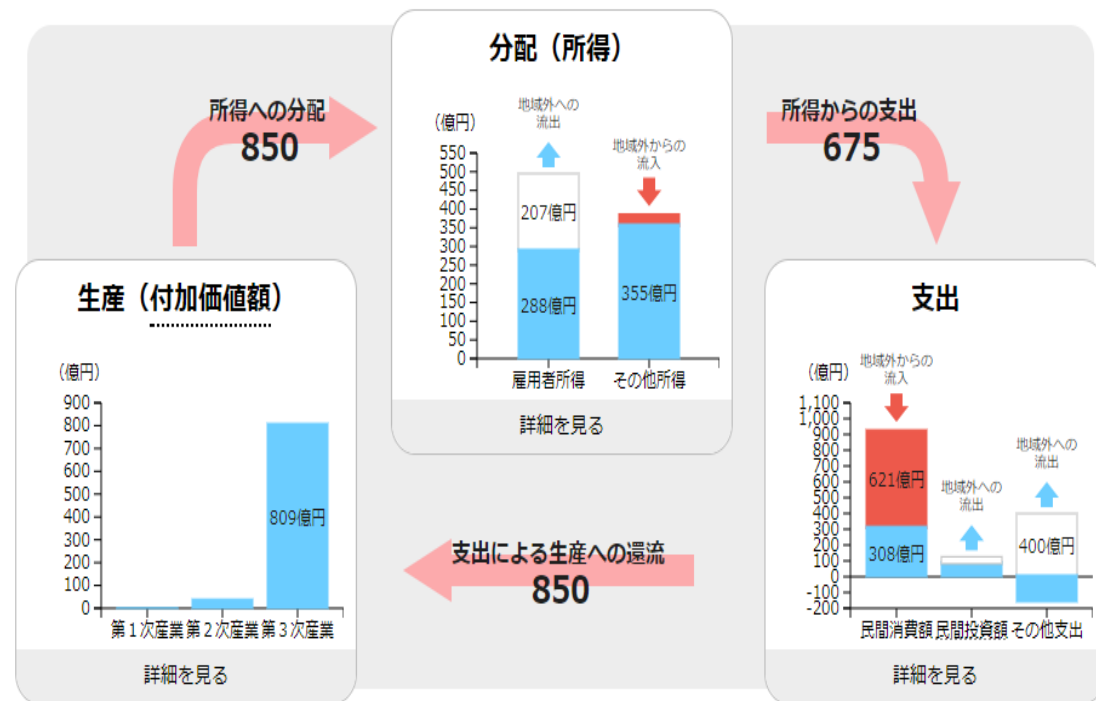 分配（所得）
所得への分配
850
地域外への
流出
（億円）
地域外からの
流入
550
500
450
400
350
300
250
200
150
100
50
0
207億円
288億円
355億円
雇用者所得
その他所得
詳細を見る
所得からの支出
675
生産（付加価値額）
（億円）
900
800
700
600
500
400
300
200
100
0
809億円
第１次産業
第２次産業
第３次産業
詳細を見る
支出による生産への還流
850
支出
（億円）
地域外からの
流入
地域外への
流出
地域外への
流出
1,100
1,000
900
800
700
600
500
400
300
200
100
0
-100
-200
621億円
308億円
400億円
民間消費額
民間投資額
その他支出
詳細を見る